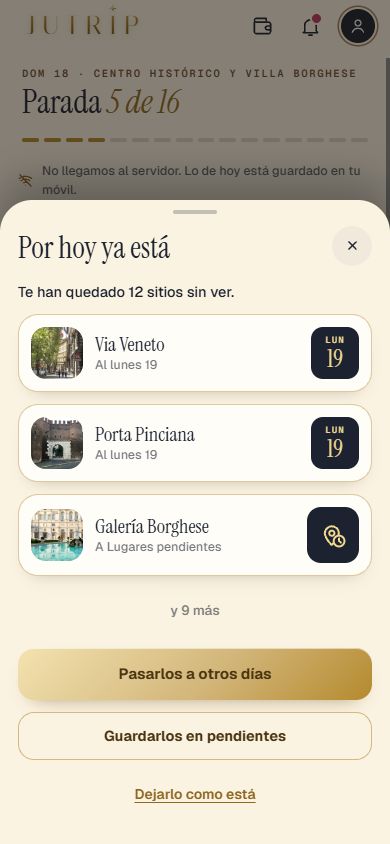 JUTRIP
DOM 18 · CENTRO HISTÓRICO Y VILLA BORGHESE
Parada 5 de 16
No llegamos al servidor. Lo de hoy está guardado en tu
móvil.
Por hoy ya está
Te han quedado 12 sitios sin ver.
Via Veneto
Al lunes 19
LUN
19
Porta Pinciana
Al lunes 19
LUN
19
Galería Borghese
A Lugares pendientes
y 9 más
Pasarlos a otros días
Guardarlos en pendientes
Dejarlo como está